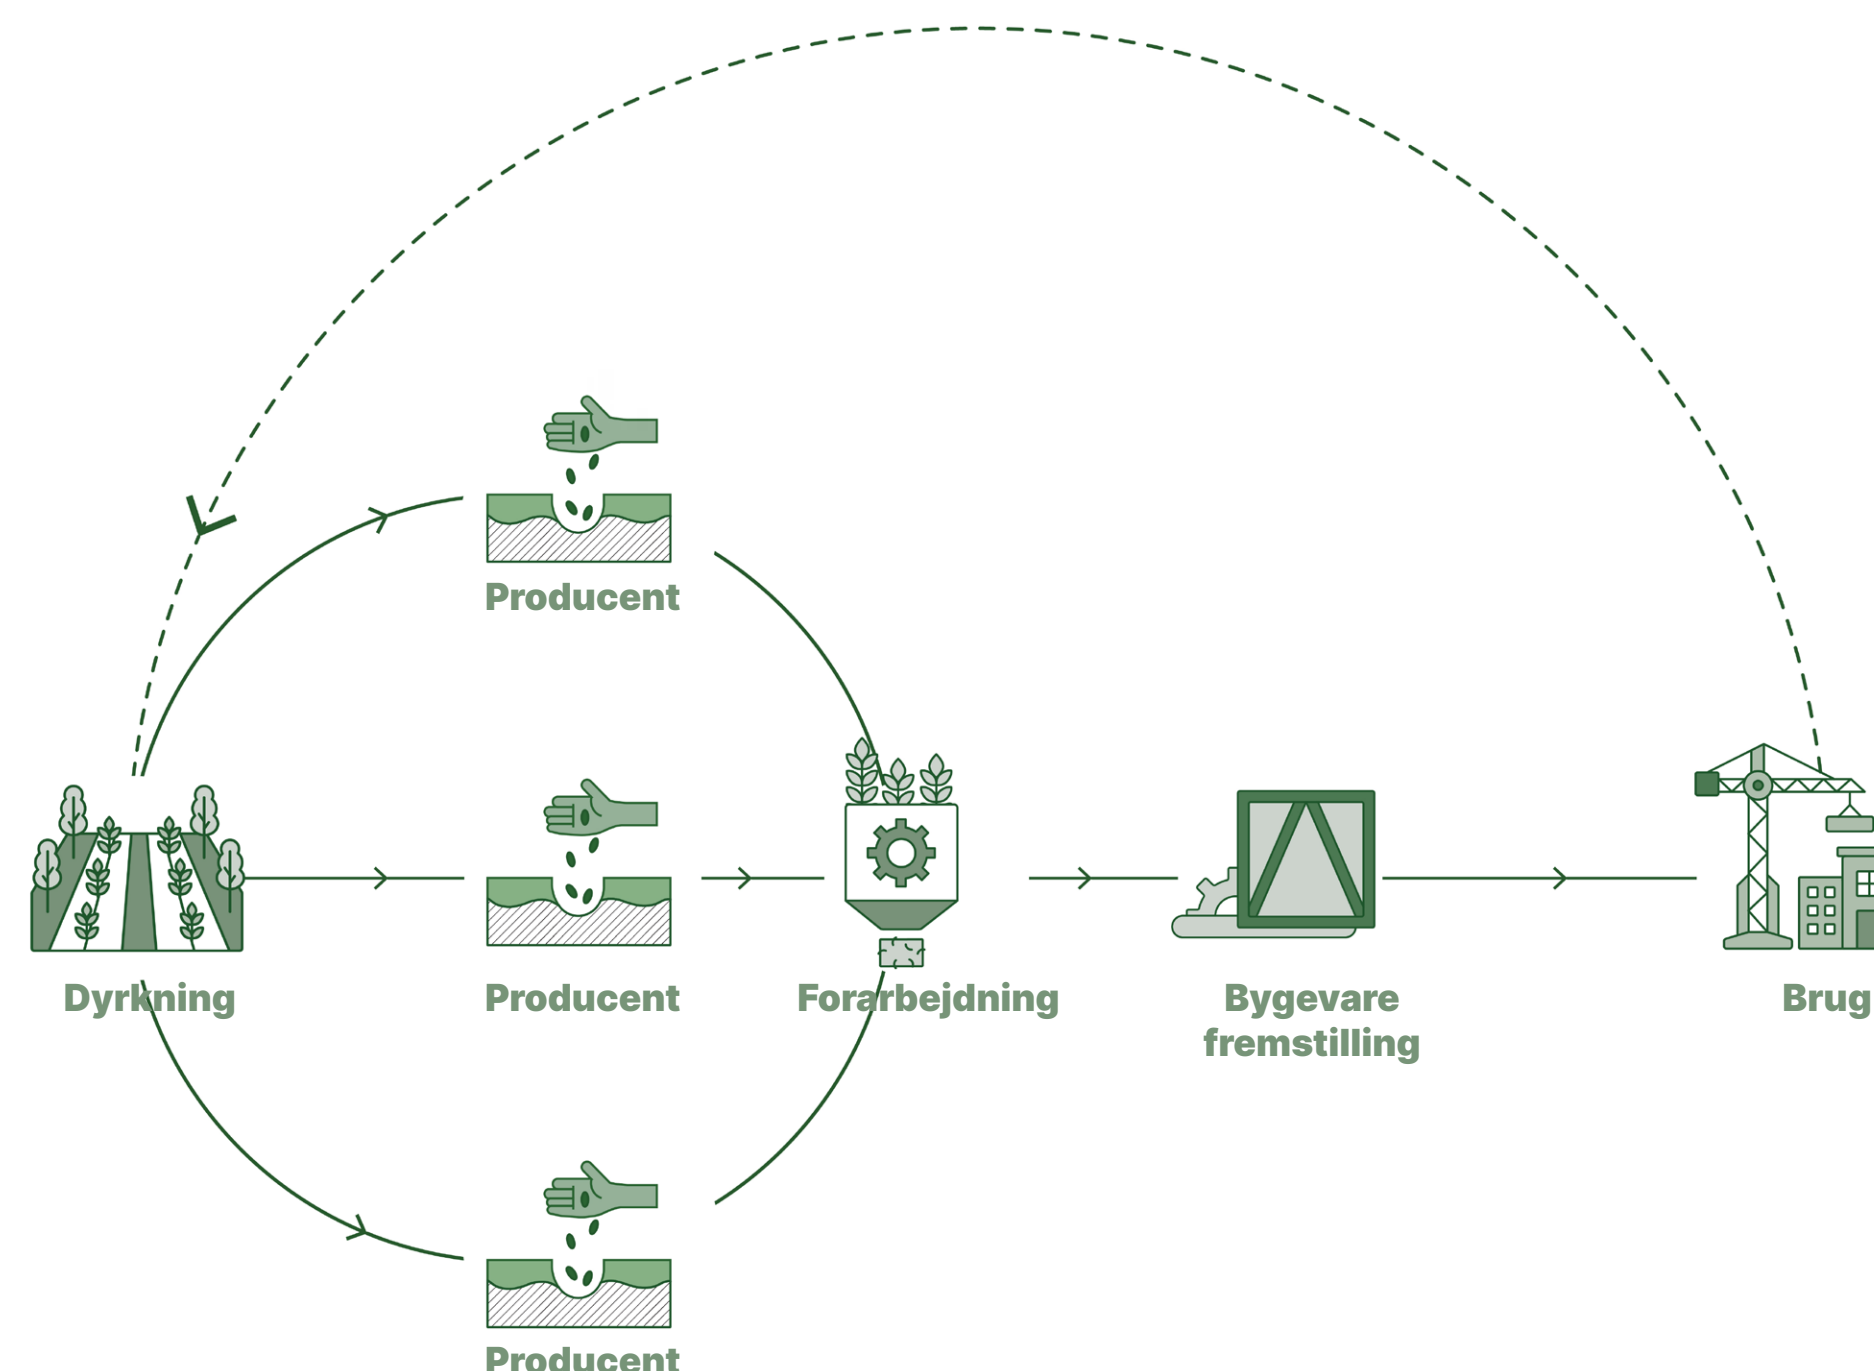 Producent
Dyrkning
Producent
Forarbejdning
Bygevare
fremstilling
Brug
Producent